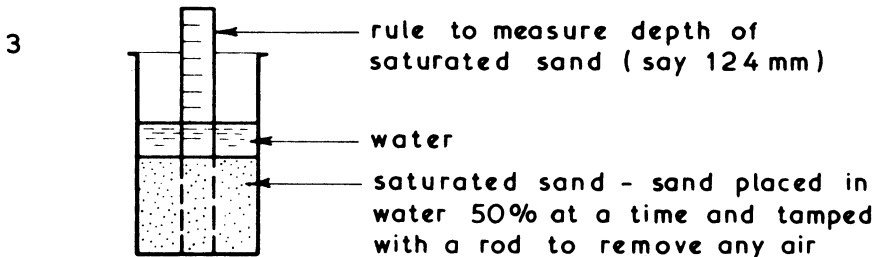 3
rule to measure depth of
saturated sand ( say 124 mm )
water
saturated sand - sand placed in
water 50% at a time and tamped
with a rod to remove any air